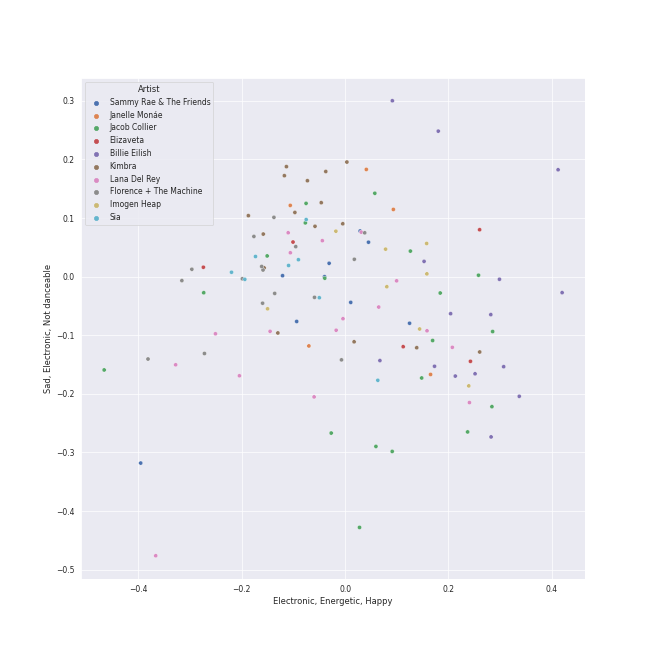 Artist
Sammy Rae & The Friends
Janelle Monáe
Jacob Collier
Elizaveta
Billie Eilish
Kimbra
Lana Del Rey
Florence + The Machine
Imogen Heap
Sia
0.3
0.2
0.1
0.0
−0.1
−0.2
−0.3
−0.4
−0.5
Sad, Electronic, Not danceable
−0.4
−0.2
0.0
0.2
0.4
Electronic, Energetic, Happy